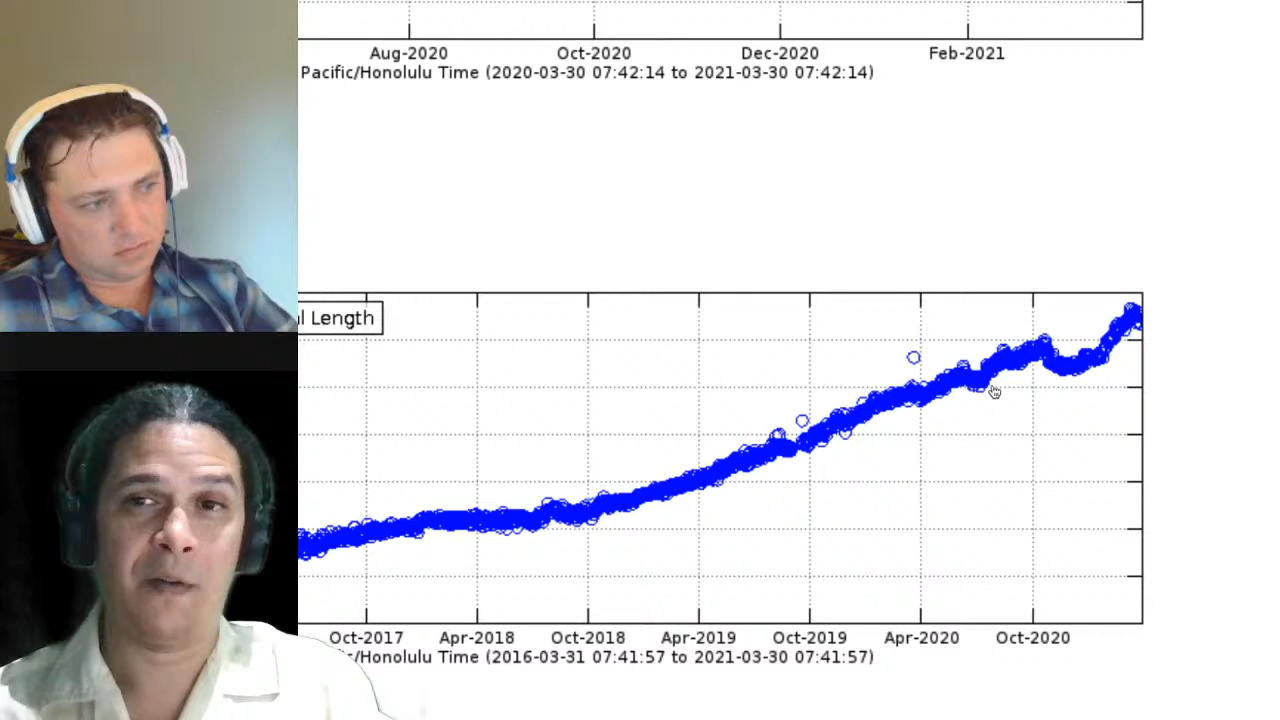 Aug-2020 Oct-2020 Dec-2020 Feb-2021
Pacific/Honolulu Time (2020-03-30 07:42:14 to 2021-03-30 07:42:14)
Length
Oct-2017 Apr-2018 Oct-2018 Apr-2019 Oct-2019 Apr-2020 Oct-2020
/Honolulu Time (2016-03-31 07:41:57 to 2021-03-30 07:41:57)